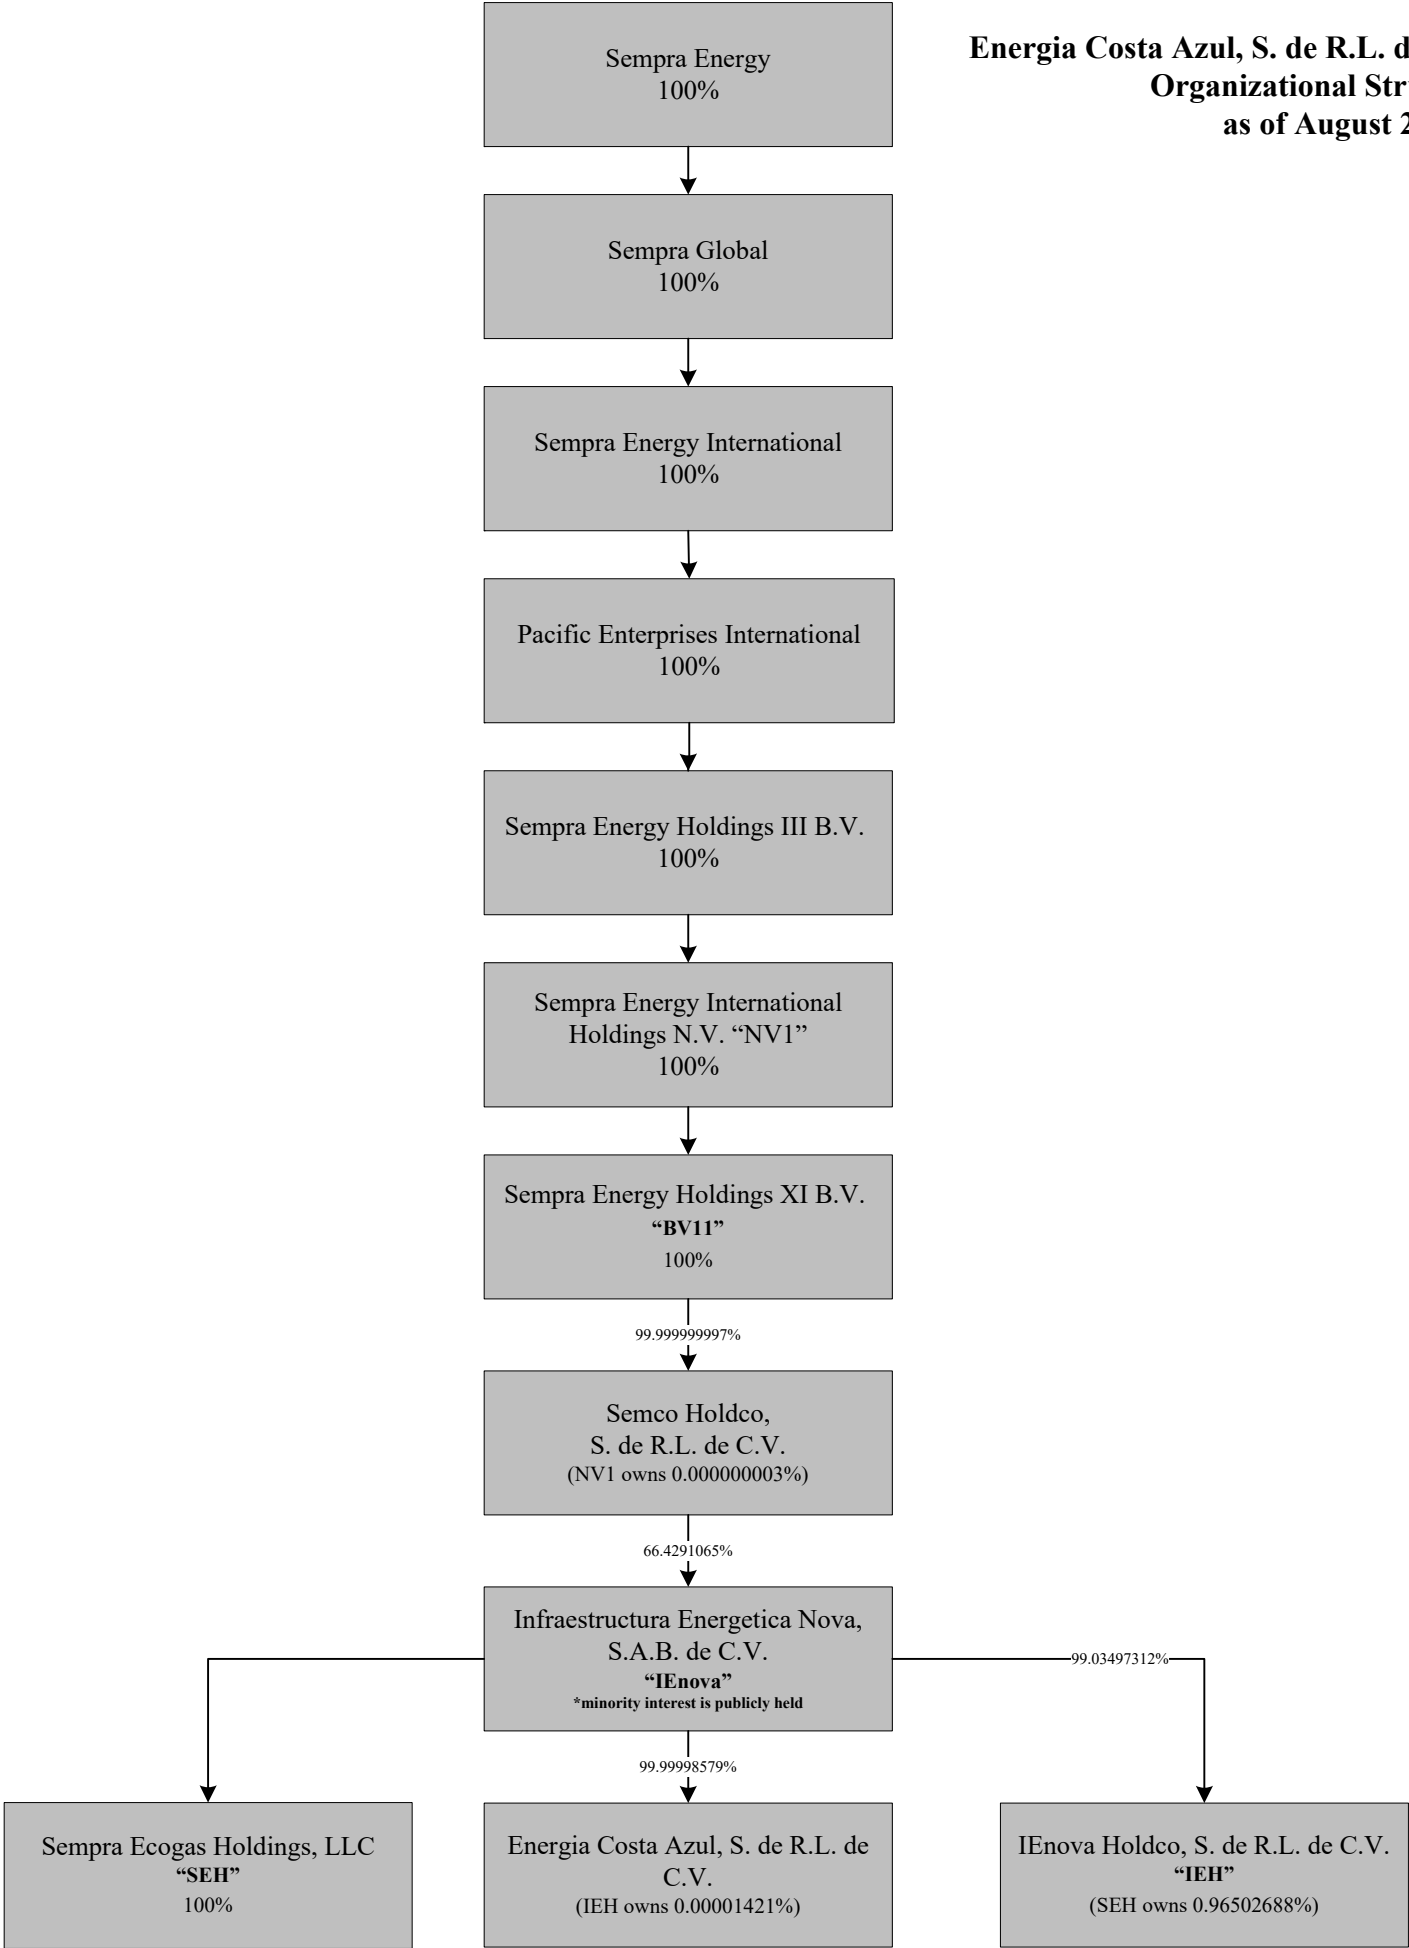 Energia Costa Azul, S. de R.L.
Organizational
as of August
Sempra Energy
100%
Sempra Global
100%
Sempra Energy International
100%
Pacific Enterprises International
100%
Sempra Energy Holdings III B.V.
100%
Sempra Energy International
Holdings N.V. “NV1”
100%
Sempra Energy Holdings XI B.V.
“BV11”
100%
99.999999997%
Semco Holdco,
S. de R.L. de C.V.
(NV1 owns 0.000000003%)
66.4291065%
Infraestructura Energetica Nova,
S.A.B. de C.V.
“IEnova”
*minority interest is publicly held
99.03497312%
99.99998579%
Sempra Ecogas Holdings, LLC
“SEH”
100%
Energia Costa Azul, S. de R.L. de
C.V.
(IEH owns 0.00001421%)
IEnova Holdco, S. de R.L. de C.V.
“IEH”
(SEH owns 0.96502688%)